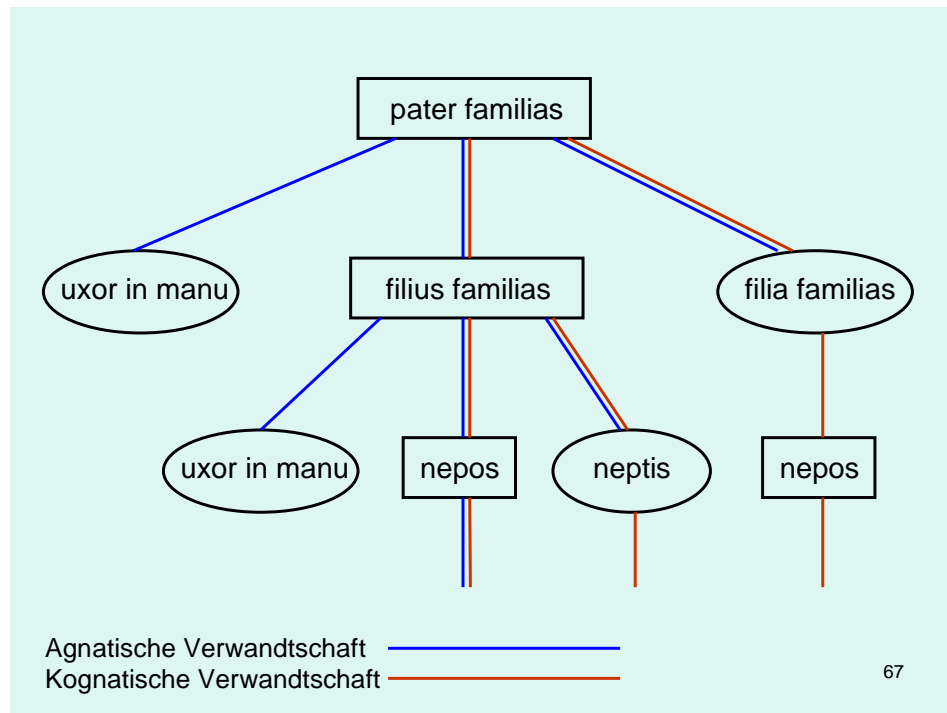 pater familias
uxor in manu
filius familias
filia familias
uxor in manu
nepos
neptis
nepos
Agnatische Verwandtschaft
Kognatische Verwandtschaft
67